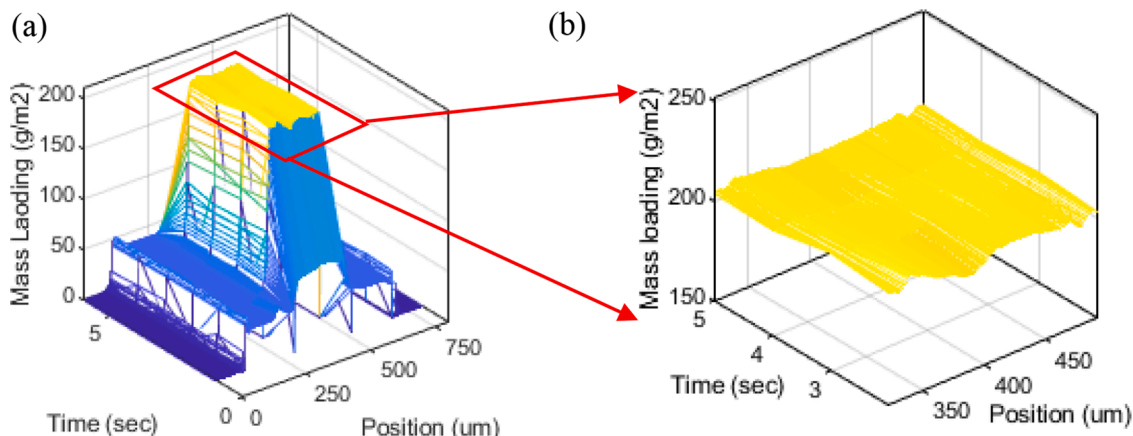 (a)
(b)
Mass Laoding (g/m2)
200
150
100
50
0
5
0
Time (sec)
0
250
500
750
Position (um)
Mass loading (g/m2)
250
200
150
5
4
3
Time (sec)
350
400
450
Position (um)